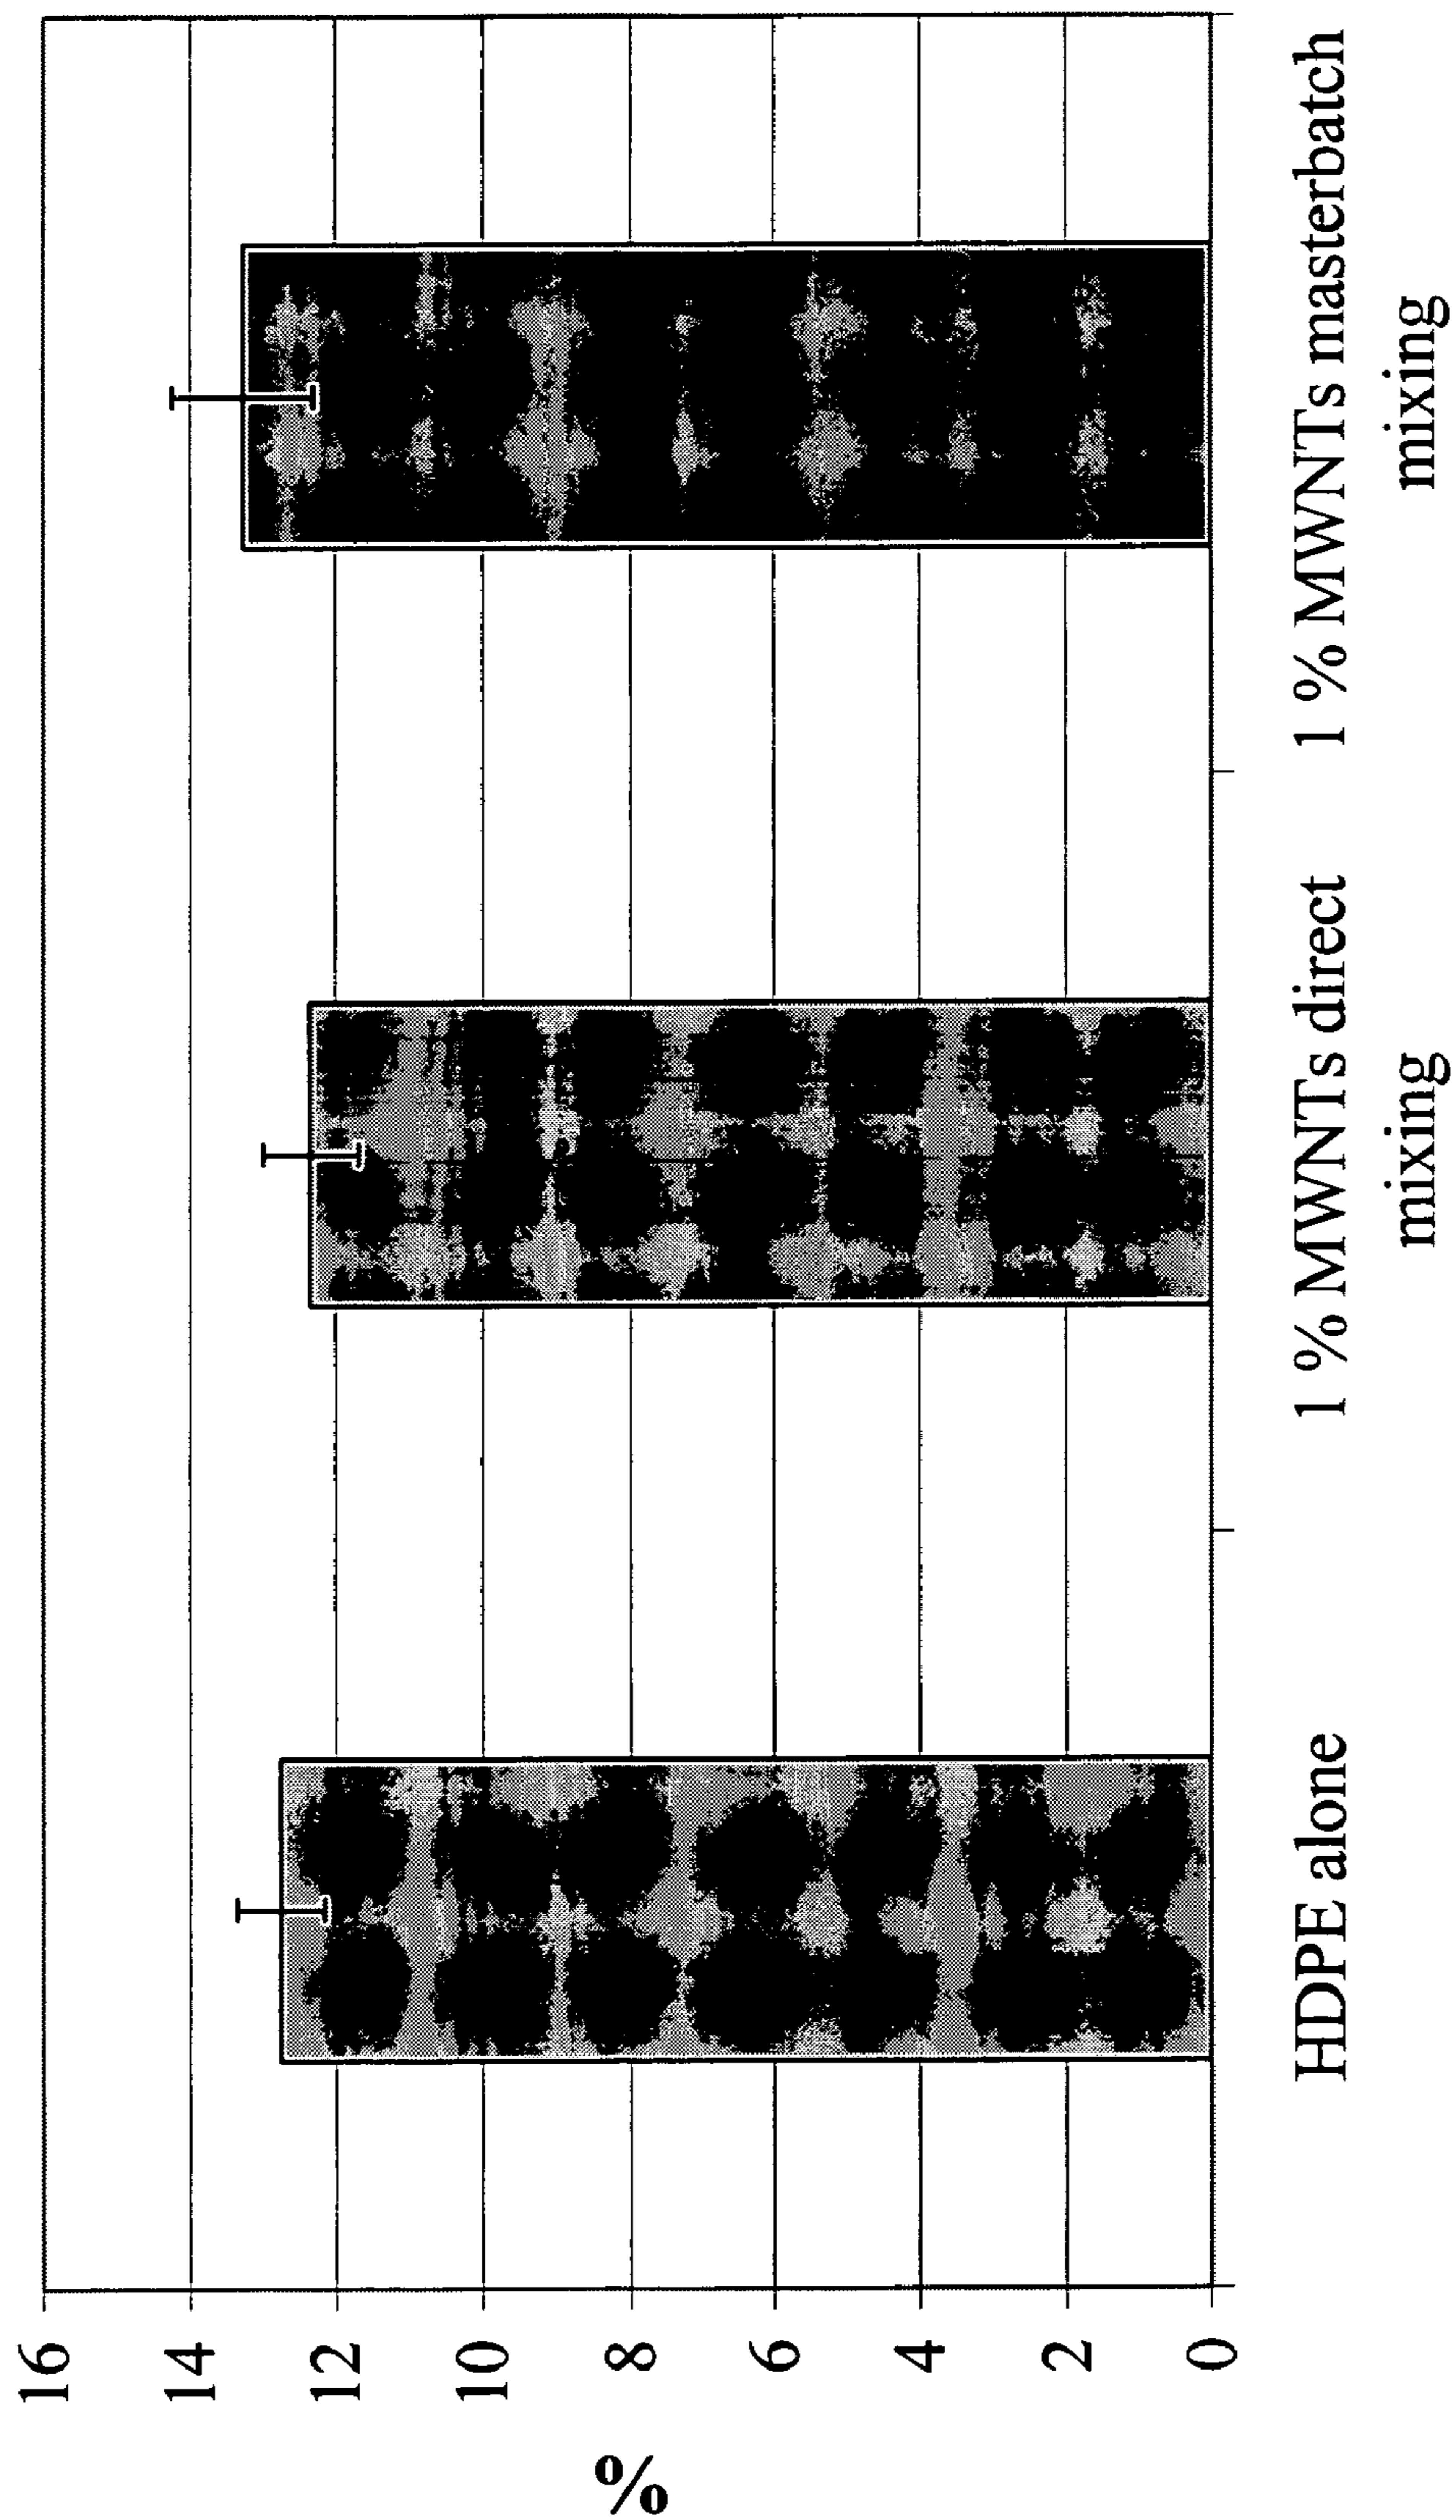 %
16
14
12
10
8
6
4
2
0
HDPE alone
1 % MWNTs direct
mixing
1 % MWNTs masterbatch
mixing